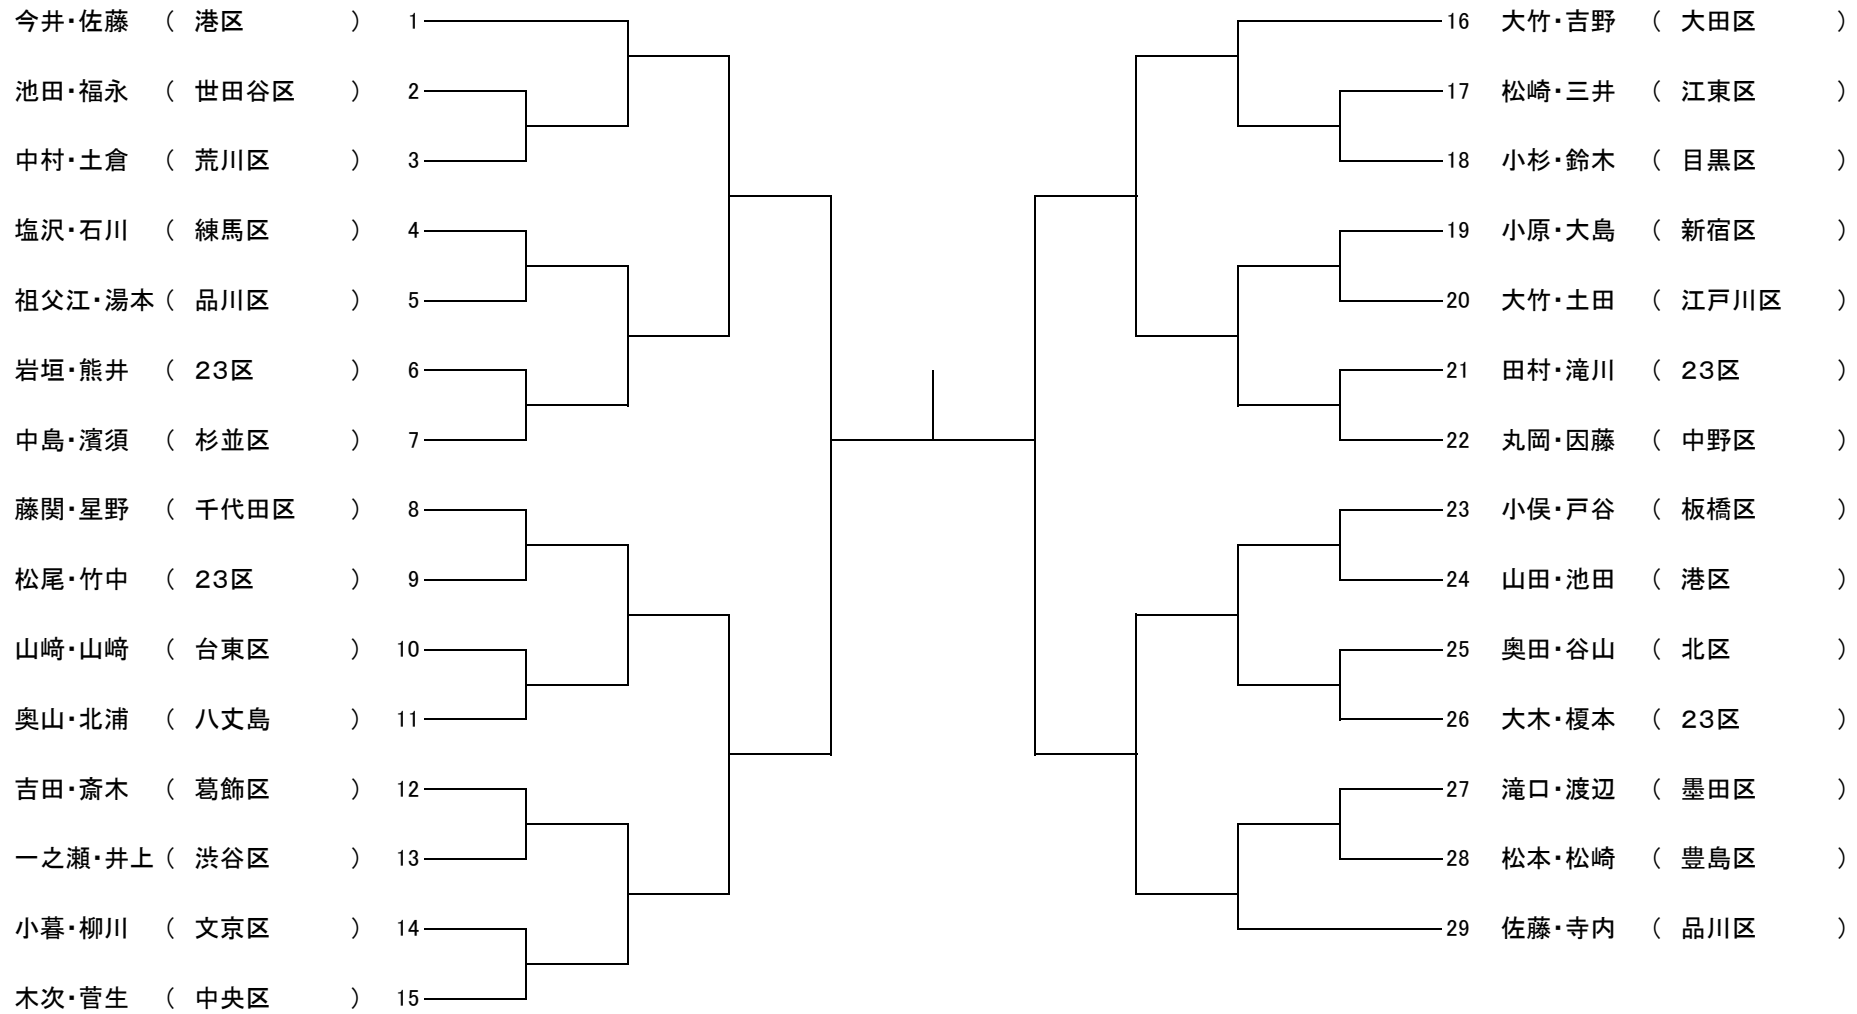 今井・佐藤 ( 港区 ) 1
池田・福永 ( 世田谷区 ) 2
中村・土倉 ( 荒川区 ) 3
塩沢・石川 ( 練馬区 ) 4
祖父江・湯本 ( 品川区 ) 5
岩垣・熊井 ( 23区 ) 6
中島・濱須 ( 杉並区 ) 7
藤関・星野 ( 千代田区 ) 8
松尾・竹中 ( 23区 ) 9
山﨑・山﨑 ( 台東区 ) 10
奥山・北浦 ( 八丈島 ) 11
吉田・斎木 ( 葛飾区 ) 12
一之瀬・井上 ( 渋谷区 ) 13
小暮・柳川 ( 文京区 ) 14
木次・菅生 ( 中央区 ) 15
16 大竹・吉野 ( 大田区 )
17 松崎・三井 ( 江東区 )
18 小杉・鈴木 ( 目黒区 )
19 小原・大島 ( 新宿区 )
20 大竹・土田 ( 江戸川区 )
21 田村・滝川 ( 23区 )
22 丸岡・因藤 ( 中野区 )
23 小俣・戸谷 ( 板橋区 )
24 山田・池田 ( 港区 )
25 奥田・谷山 ( 北区 )
26 大木・榎本 ( 23区 )
27 滝口・渡辺 ( 墨田区 )
28 松本・松崎 ( 豊島区 )
29 佐藤・寺内 ( 品川区 )